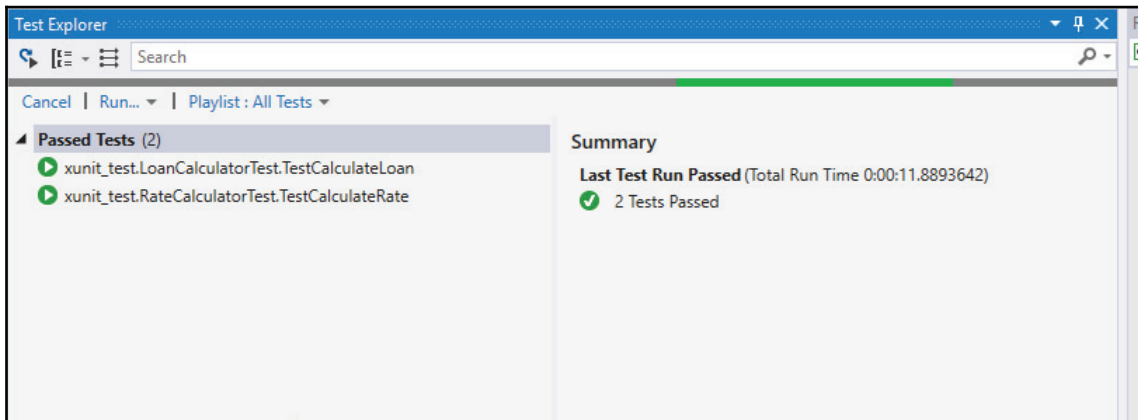 Test Explorer
Search
Cancel | Run... | Playlist : All Tests
Passed Tests (2)
xunit_test.LoanCalculatorTest.TestCalculateLoan
xunit_test.RateCalculatorTest.TestCalculateRate
Summary
Last Test Run Passed (Total Run Time 0:00:11.8893642)
2 Tests Passed